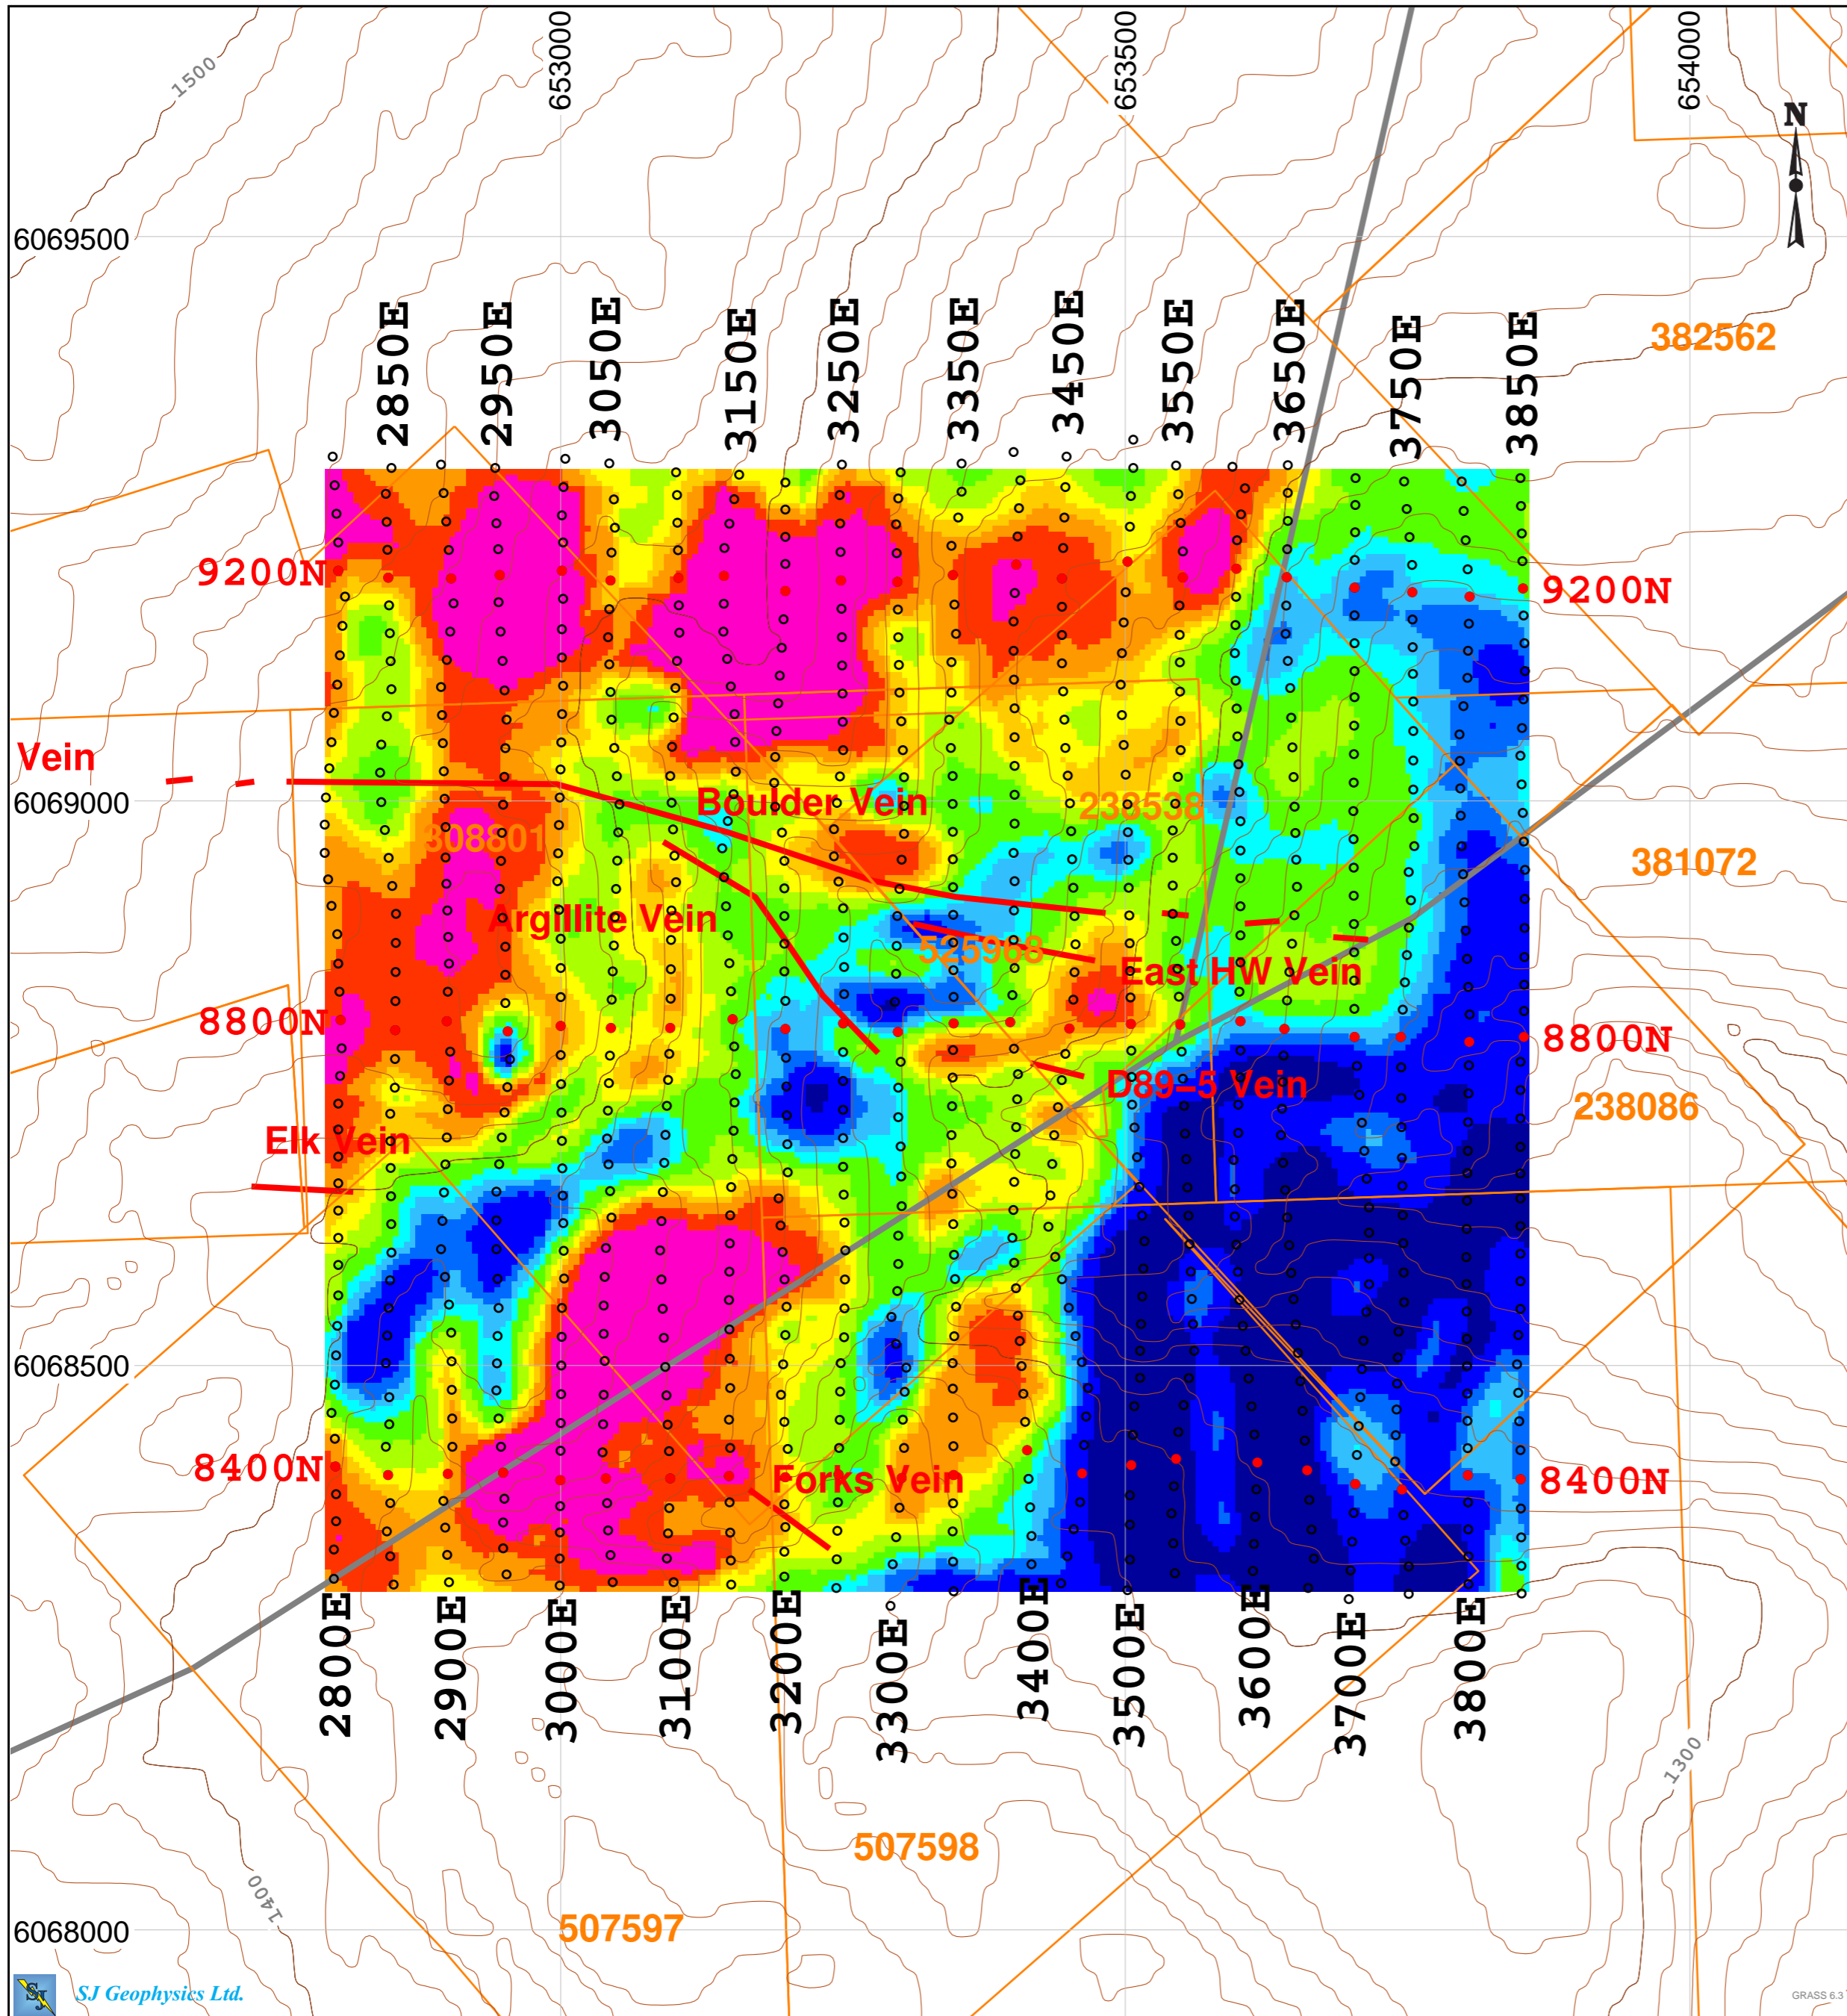 1500
653000
653500
654000
N
6069500
382562
2850E
2950E
3050E
3150E
3250E
3350E
3450E
3550E
3650E
3750E
3850E
9200N
9200N
Vein
6069000
Boulder Vein
238538
308801
381072
Argillite Vein
525968
East HW Vein
8800N
8800N
D89-5 Vein
238086
Elk Vein
6068500
8400N
Forks Vein
8400N
2800E
2900E
3000E
3100E
3200E
3300E
3400E
3500E
3600E
3700E
3800E
1300
507598
1400
507597
6068000
SJ
SJ Geophysics Ltd.
GRASS 6.3